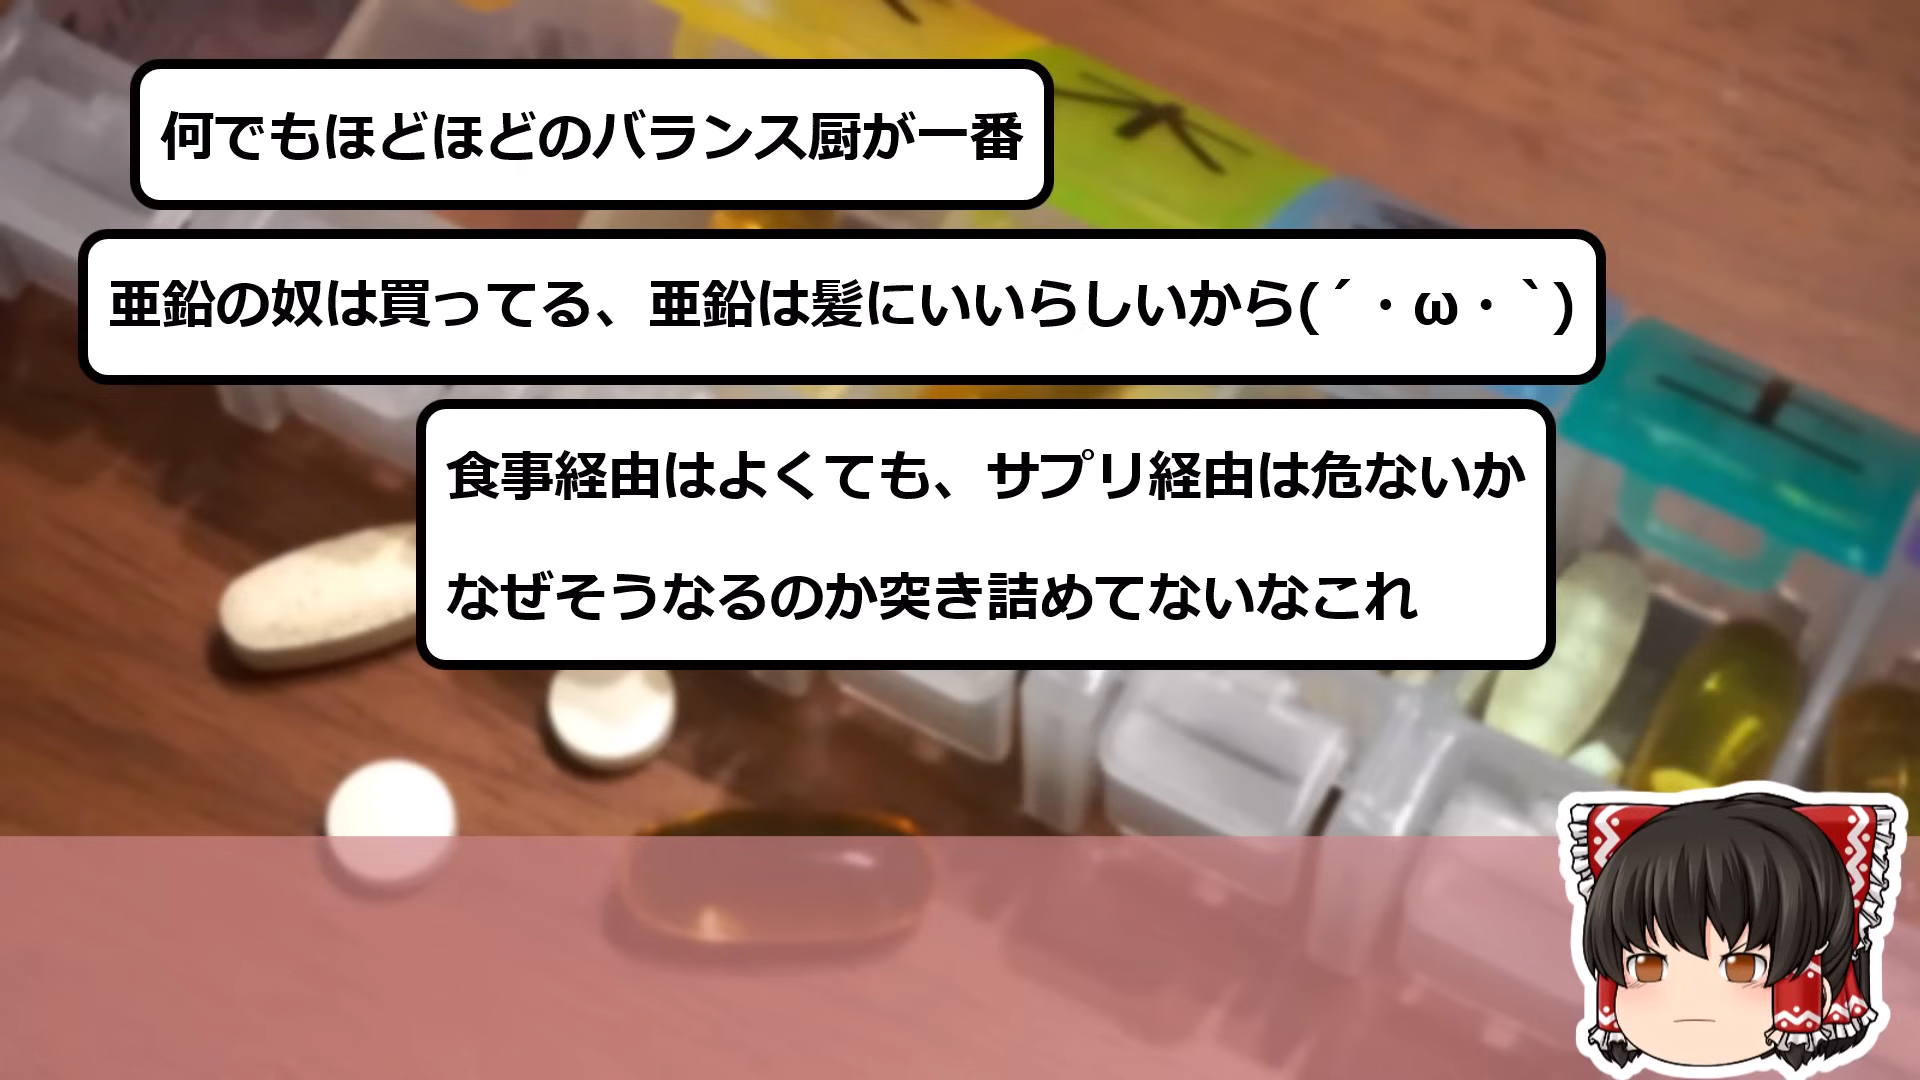 何でもほどほどのバランス厨が一番
亜鉛の奴は買ってる、亜鉛は髪にいいらしいから(´・ω・`)
食事経由はよくても、サプリ経由は危ないか
なぜそうなるのか突き詰めてないなこれ